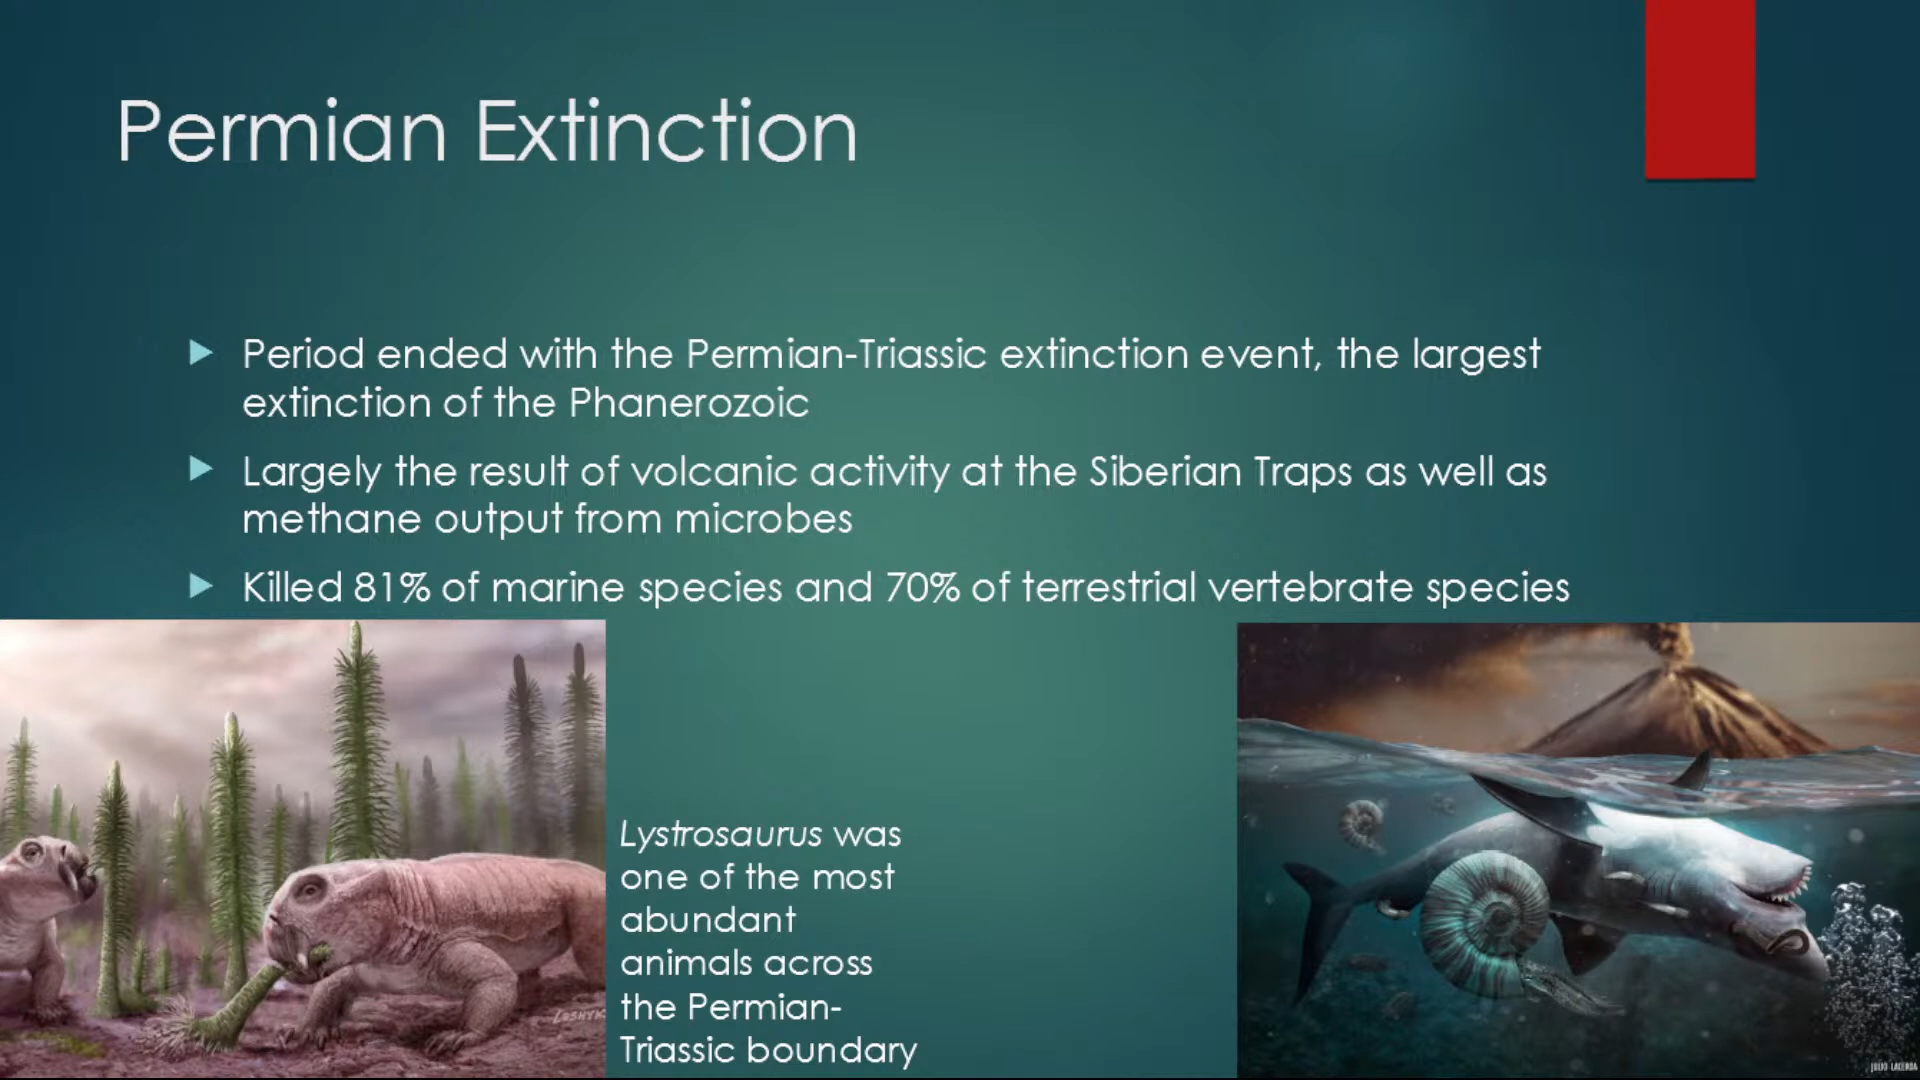 Permian Extinction
Period ended with the Permian-Triassic extinction event, the largest
extinction of the Phanerozoic
Largely the result of volcanic activity at the Siberian Traps as well as
methane output from microbes
Killed 81% of marine species and 70% of terrestrial vertebrate species
Lystrosaurus was
one of the most
abundant
animals across
the Permian-
Triassic boundary
JULIO LACERDA